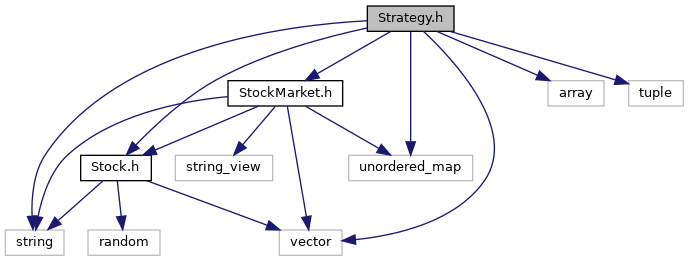 Strategy.h
StockMarket.h
array
tuple
Stock.h
string_view
unordered_map
string
random
vector